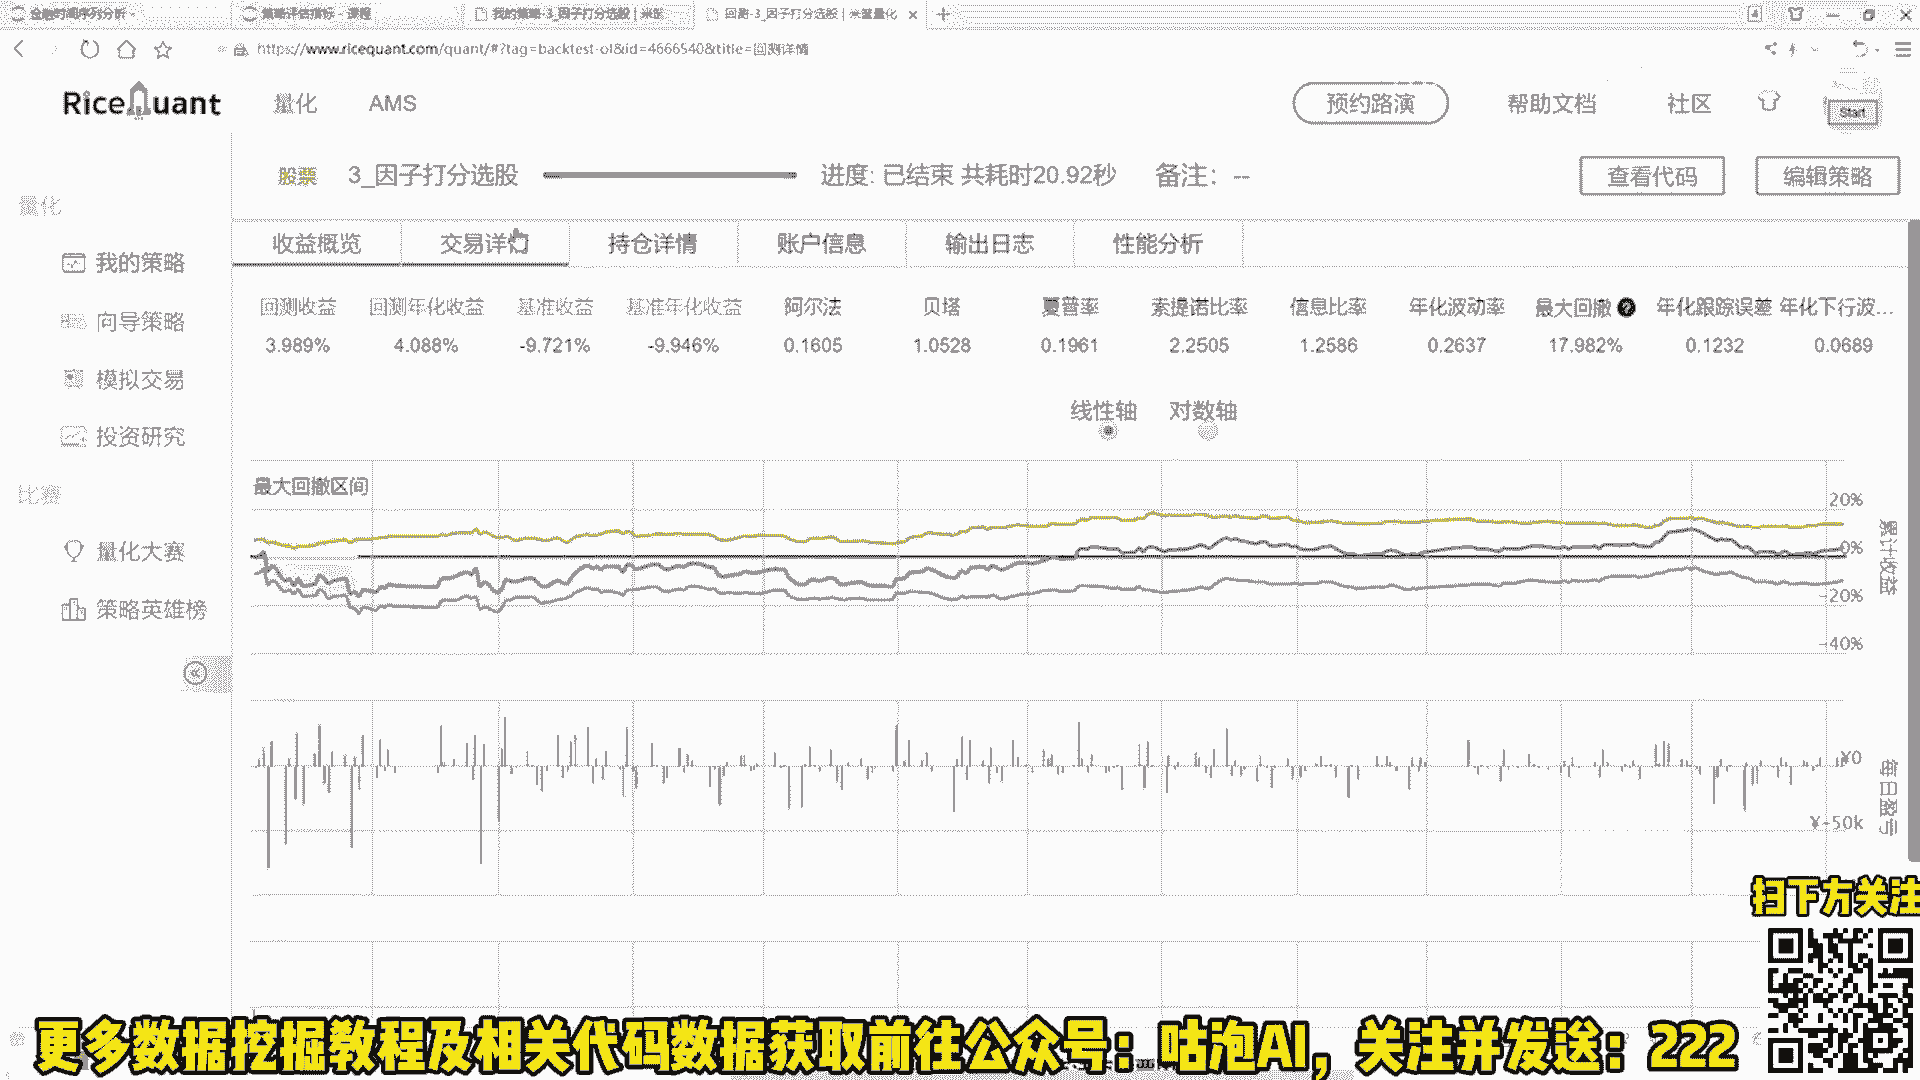 金融时间序列分析 -
策略评估指标 - 课程
我的策略-3_因子打分选股 | 米筐
回测-3_因子打分选股 | 米筐量化
https://www.ricequant.com/quant/#?tag=backtest-ol&id=4666540&title=回测详情
RiceQuant
量化
AMS
预约路演
帮助文档
社区
Start
股票
3_因子打分选股
进度: 已结束 共耗时20.92秒
备注: --
查看代码
编辑策略
量化
我的策略
向导策略
模拟交易
投资研究
比赛
量化大赛
策略英雄榜
收益概览
交易详情
持仓详情
账户信息
输出日志
性能分析
回测收益 回测年化收益 基准收益 基准年化收益 阿尔法 贝塔 夏普率 索提诺比率 信息比率 年化波动率 最大回撤 ? 年化跟踪误差 年化下行波...
3.989% 4.088% -9.721% -9.946% 0.1605 1.0528 0.1961 2.2505 1.2586 0.2637 17.982% 0.1232 0.0689
线性轴 对数轴
最大回撤区间
20%
0%
-20%
-40%
累计收益
¥0
¥-50k
每日盈亏
扫下方关注
更多数据挖掘教程及相关代码数据获取前往公众号：咕泡AI，关注并发送：222